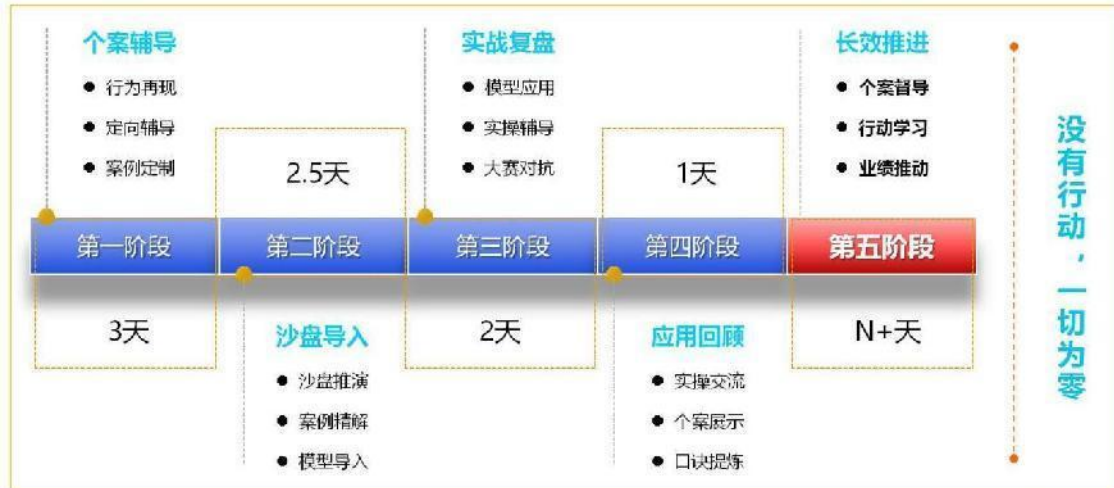 个案辅导
● 行为再现
● 定向辅导
● 案例定制
实战复盘
● 模型应用
● 实操辅导
● 大赛对抗
长效推进
● 个案督导
● 行动学习
● 业绩推动
2.5天
1天
第一阶段
第二阶段
第三阶段
第四阶段
第五阶段
3天
2天
N+天
沙盘导入
● 沙盘推演
● 案例精解
● 模型导入
应用回顾
● 实操交流
● 个案展示
● 口诀提炼
没有行动，一切为零